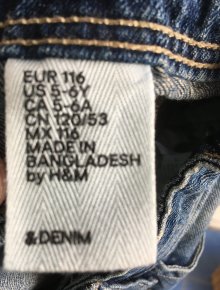 EUR 116
US 5-6Y
CA 5-6A
CN 120/53
MX 116
MADE IN
BANGLADESH
by H&M
&DENIM